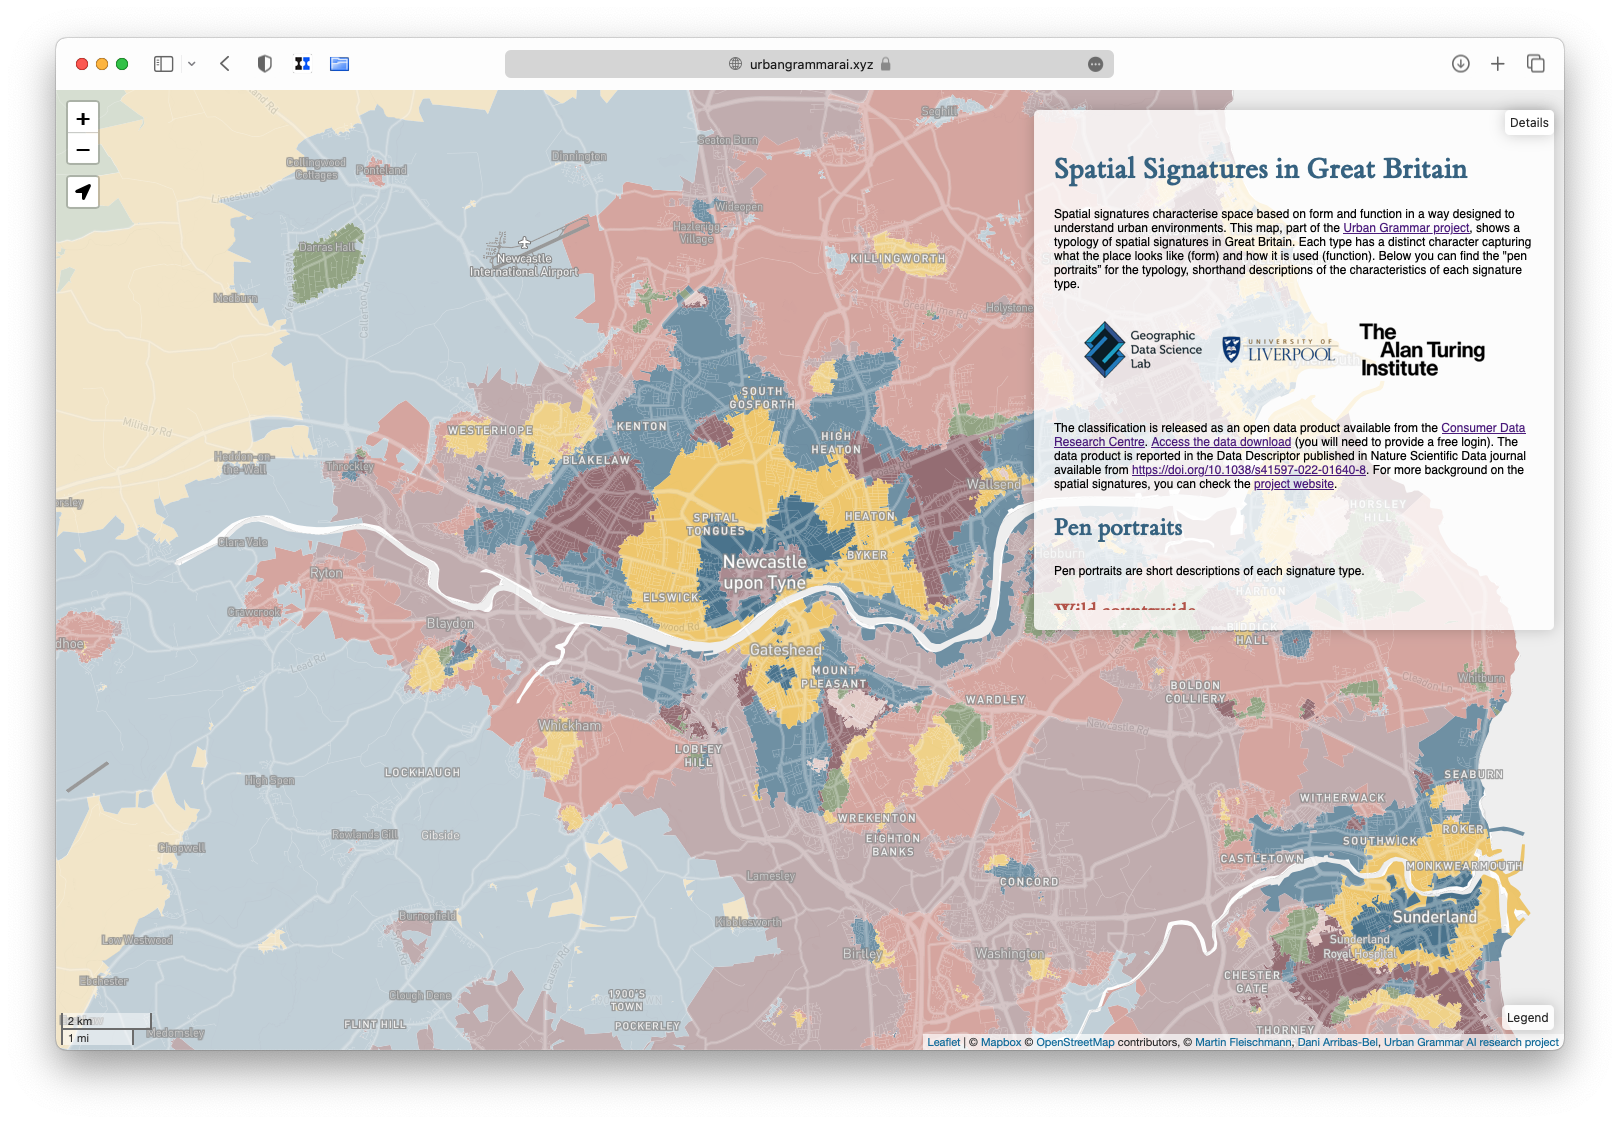 urbangrammarai.xyz
+
−
Details
Spatial Signatures in Great Britain
Spatial signatures characterise space based on form and function in a way designed to
understand urban environments. This map, part of the Urban Grammar project, shows a
typology of spatial signatures in Great Britain. Each type has a distinct character capturing
what the place looks like (form) and how it is used (function). Below you can find the "pen
portraits" for the typology, shorthand descriptions of the characteristics of each signature
type.
Geographic
Data Science
Lab
UNIVERSITY OF
LIVERPOOL
The
Alan Turing
Institute
The classification is released as an open data product available from the Consumer Data
Research Centre. Access the data download (you will need to provide a free login). The
data product is reported in the Data Descriptor published in Nature Scientific Data journal
available from https://doi.org/10.1038/s41597-022-01640-8. For more background on the
spatial signatures, you can check the project website.
Pen portraits
Pen portraits are short descriptions of each signature type.
Wild countryside
Seghill
Seaton Burn
Dinnington
Collingwood
Cottages
Ponteland
Limestone Ln
Wideopen
Hazlerigg
Village
Darras Hall
Newcastle
International Airport
KILLINGWORTH
Medburn
Callerton Ln
Great Lime Rd
Holystone
SOUTH
GOSFORTH
KENTON
WESTERHOPE
Military Rd
HIGH
HEATON
BLAKELAW
Heddon-on-
the-Wall
Throckley
Wallsend
SPITAL
TONGUES
HEATON
Clara Vale
BYKER
Newcastle
upon Tyne
Hebburn
Ryton
ELSWICK
Crawcrook
Blaydon
Gateshead
Lead Rd
MOUNT
PLEASANT
WARDLEY
HORSLEY
HILL
HARTON
BIDDICK
HALL
Whitburn
BOLDON
COLLIERY
Newcastle Rd
Whickham
LOBLEY
HILL
LOCKHAUGH
High Spen
SEABURN
WITHERWACK
WREKENTON
EIGHTON
BANKS
ROKER
SOUTHWICK
Rowlands Gill
Gibside
Chopwell
CASTLETOWN
MONKWEARMOUTH
Lamesley
CONCORD
Burnopfield
Kibblesworth
Sunderland
Low Westwood
Birtley
Washington
Sunderland
Royal Hospital
Ebchester
CHESTER
GATE
Clough Dene
1900'S
TOWN
FLINT HILL
POCKERLEY
Medomsley
THORNEY
2 km
1 mi
Legend
Leaflet | © Mapbox © OpenStreetMap contributors, © Martin Fleischmann, Dani Arribas-Bel, Urban Grammar AI research project